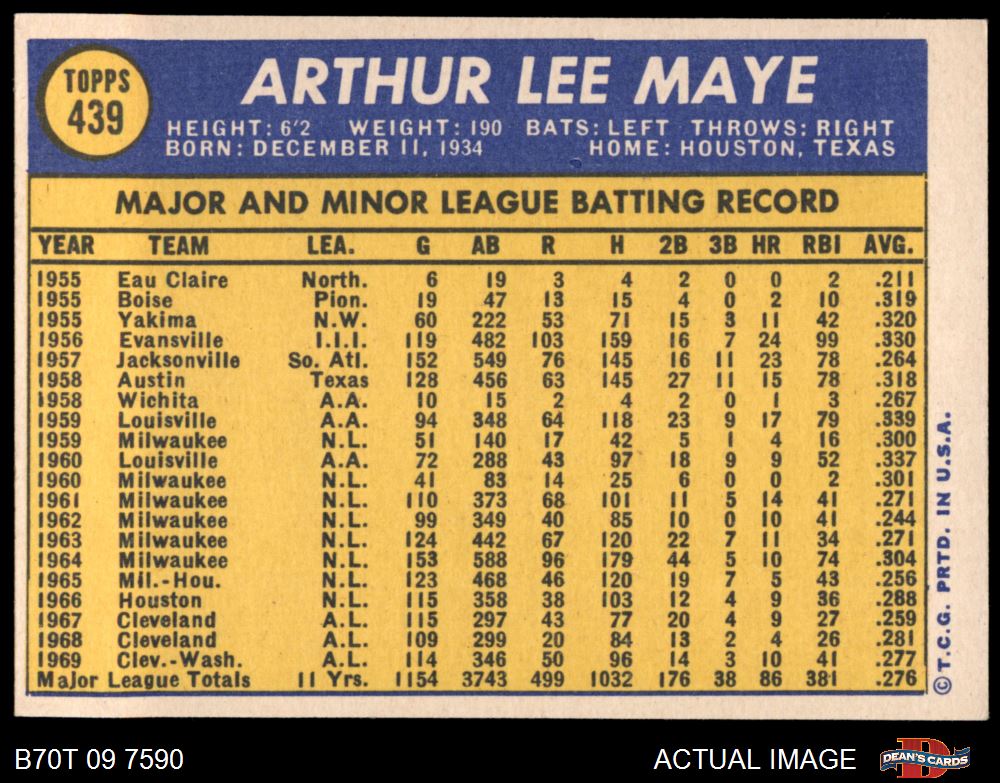 TOPPS
439
ARTHUR LEE MAYE
HEIGHT: 6'2 WEIGHT: 190 BATS: LEFT THROWS: RIGHT
BORN: DECEMBER 11, 1934 HOME: HOUSTON, TEXAS
MAJOR AND MINOR LEAGUE BATTING RECORD
YEAR TEAM LEA. G AB R H 2B 3B HR RBI AVG.
1955 Eau Claire North. 6 19 3 4 2 0 0 2 .211
1955 Boise Pion. 19 47 13 15 4 0 2 10 .319
1955 Yakima N.W. 60 222 53 71 15 3 11 42 .320
1956 Evansville I.I.I. 119 482 103 159 16 7 24 99 .330
1957 Jacksonville So. Atl. 152 549 76 145 16 11 23 78 .264
1958 Austin Texas 128 456 63 145 27 11 15 78 .318
1958 Wichita A.A. 10 15 2 4 2 0 1 3 .267
1959 Louisville A.A. 94 348 64 118 23 9 17 79 .339
1959 Milwaukee N.L. 51 140 17 42 5 1 4 16 .300
1960 Louisville A.A. 72 288 43 97 18 9 9 52 .337
1960 Milwaukee N.L. 41 83 14 25 6 0 0 2 .301
1961 Milwaukee N.L. 110 373 68 101 11 5 14 41 .271
1962 Milwaukee N.L. 99 349 40 85 10 0 10 41 .244
1963 Milwaukee N.L. 124 442 67 120 22 7 11 34 .271
1964 Milwaukee N.L. 153 588 96 179 44 5 10 74 .304
1965 Mil.-Hou. N.L. 123 468 46 120 19 7 5 43 .256
1966 Houston N.L. 115 358 38 103 12 4 9 36 .288
1967 Cleveland A.L. 115 297 43 77 20 4 9 27 .259
1968 Cleveland A.L. 109 299 20 84 13 2 4 26 .281
1969 Clev.-Wash. A.L. 114 346 50 96 14 3 10 41 .277
Major League Totals 11 Yrs. 1154 3743 499 1032 176 38 86 381 .276
© T.C.G. PRTD. IN U.S.A.
B70T 09 7590
ACTUAL IMAGE
DEAN'S CARDS